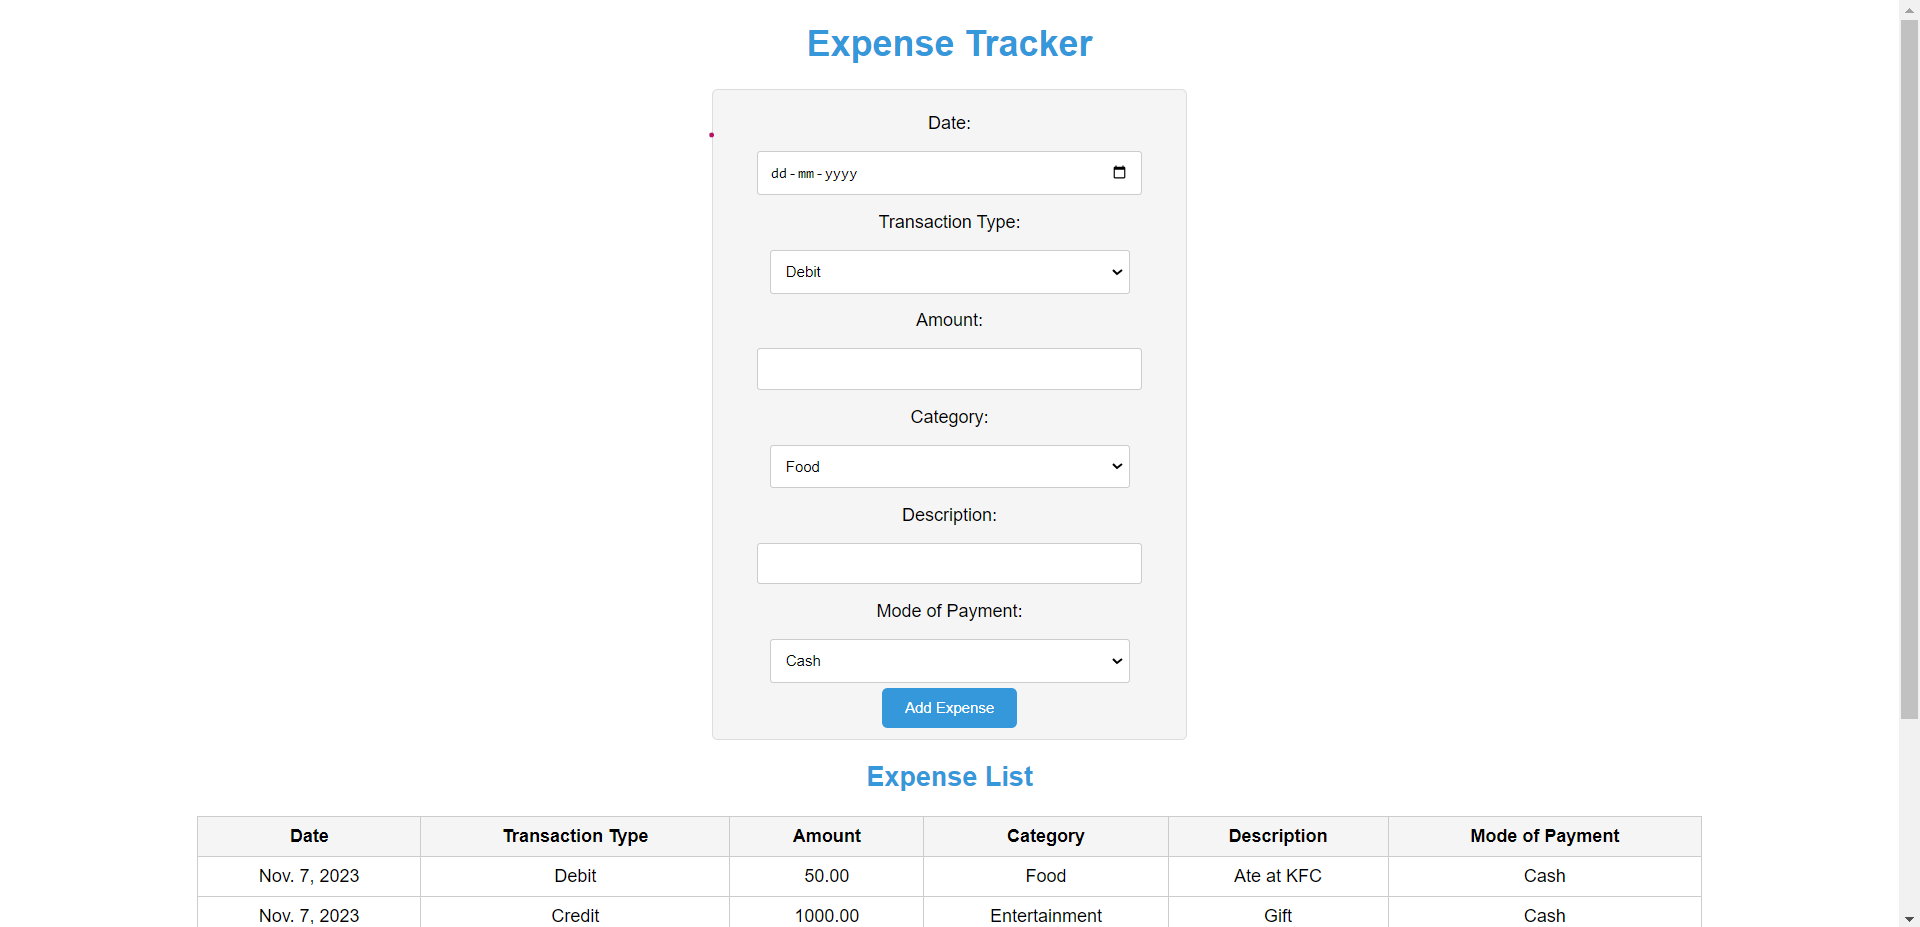 Expense Tracker
Date:
dd-mm-yyyy
Transaction Type:
Debit
Amount:
Category:
Food
Description:
Mode of Payment:
Cash
Add Expense
Expense List
Date Transaction Type Amount Category Description Mode of Payment
Nov. 7, 2023 Debit 50.00 Food Ate at KFC Cash
Nov. 7, 2023 Credit 1000.00 Entertainment Gift Cash